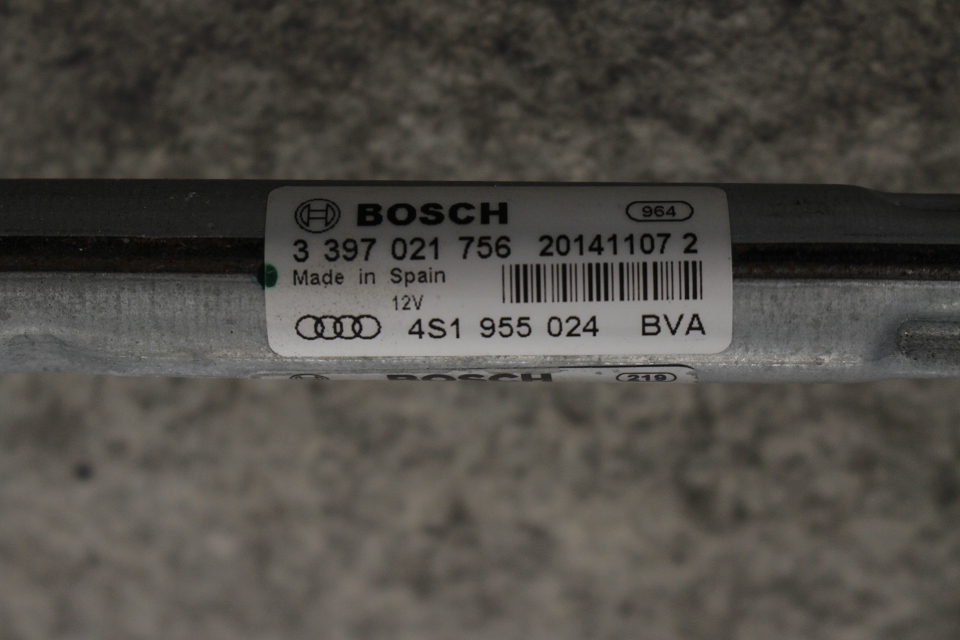 BOSCH 964
3 397 021 756 20141107 2
Made in Spain
12V
4S1 955 024 BVA
BOSCH 219